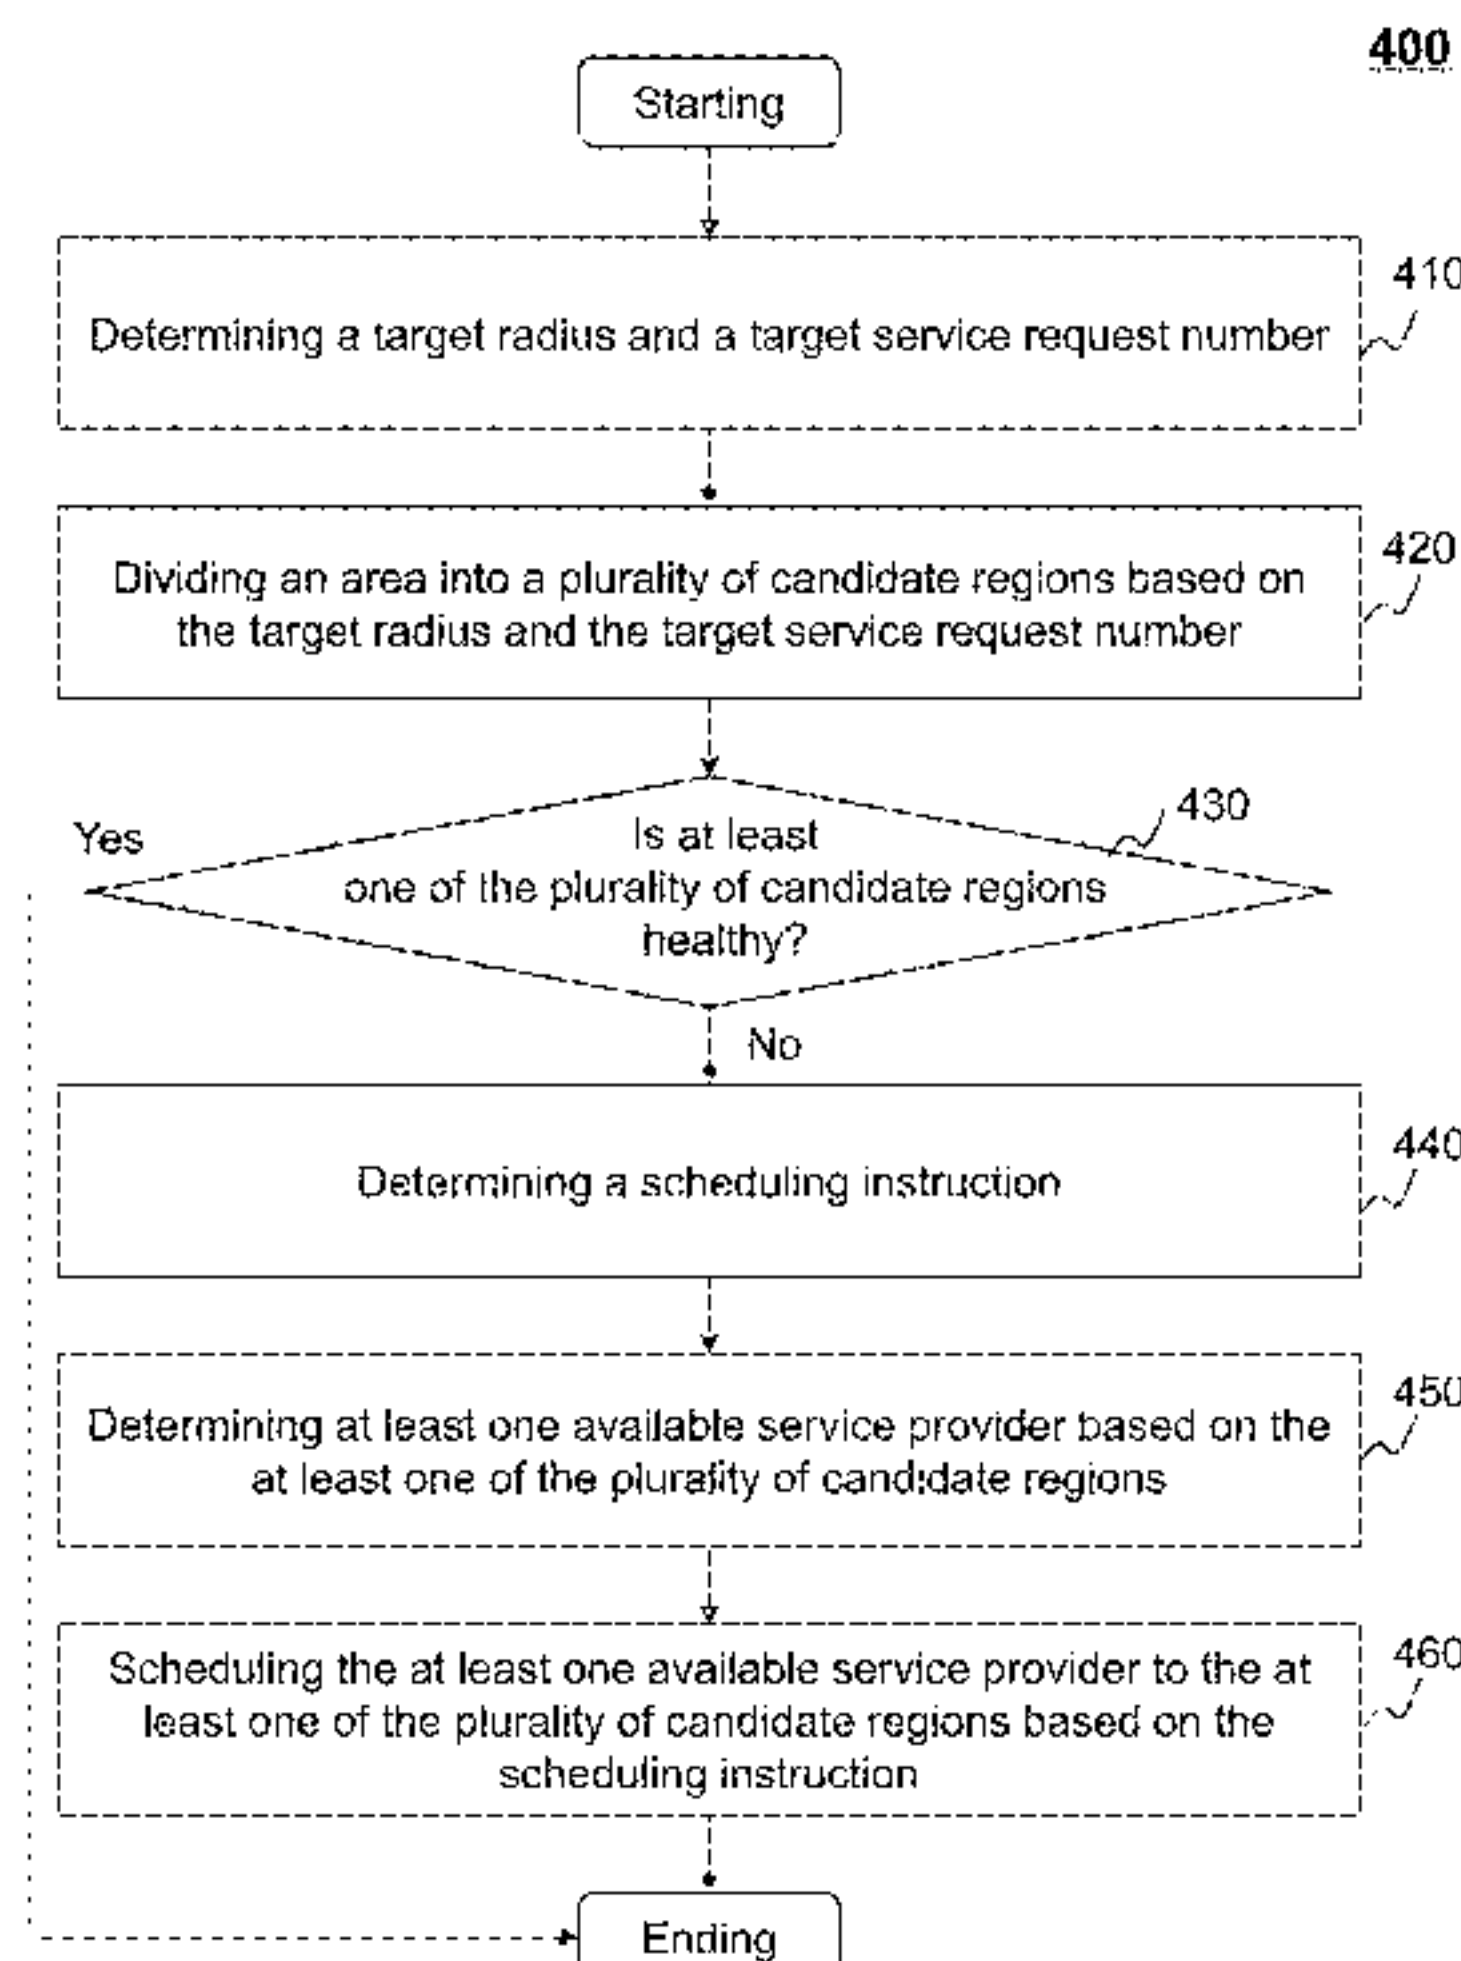 400
Starting
410
Determining a target radius and a target service request number
420
Dividing an area into a plurality of candidate regions based on
the target radius and the target service request number
430
Yes
Is at least
one of the plurality of candidate regions
healthy?
No
440
Determining a scheduling instruction
450
Determining at least one available service provider based on the
at least one of the plurality of candidate regions
460
Scheduling the at least one available service provider to the at
least one of the plurality of candidate regions based on the
scheduling instruction
Ending